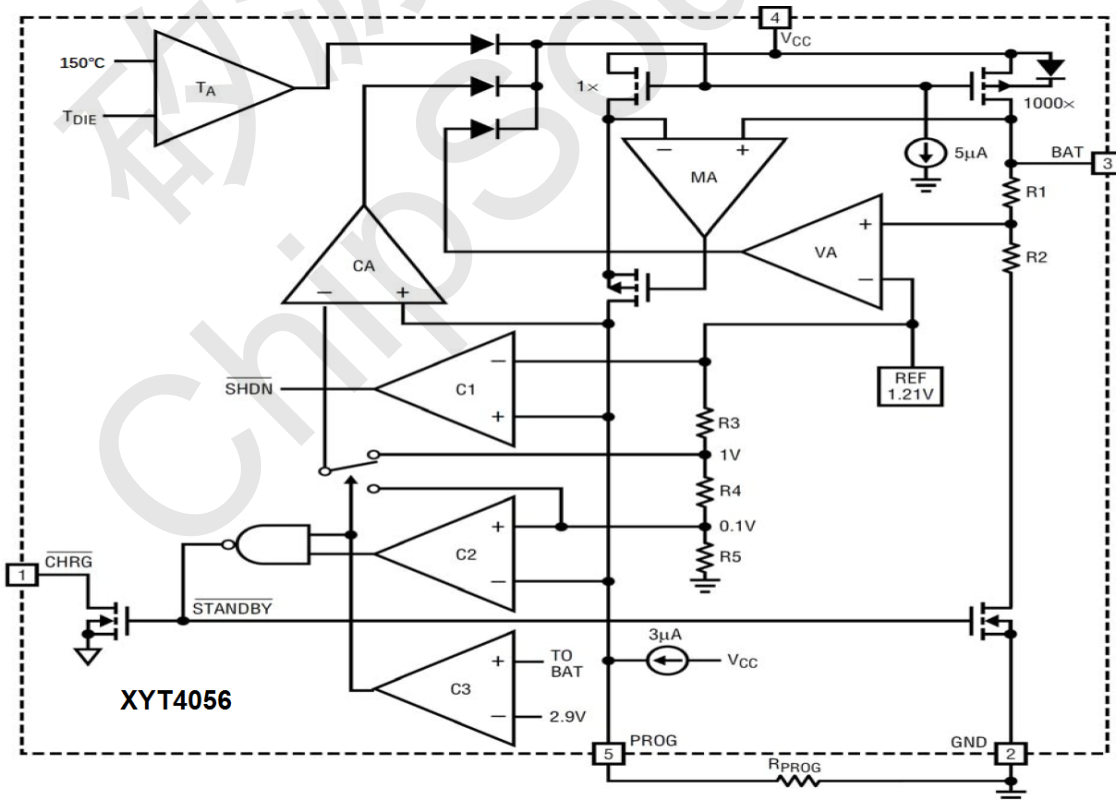 4
VCC
150°C
TA
TDIE
1×
1000×
5μA
BAT
3
MA
R1
VA
R2
CA
REF
1.21V
SHDN
C1
R3
1V
R4
0.1V
C2
R5
1
CHRG
STANDBY
3μA
VCC
C3
TO
BAT
2.9V
XYT4056
5
PROG
GND
2
RPROG